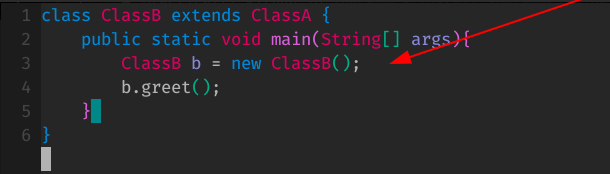 1 class ClassB extends ClassA {
2     public static void main(String[] args){
3         ClassB b = new ClassB();
4         b.greet();
5     }
6 }